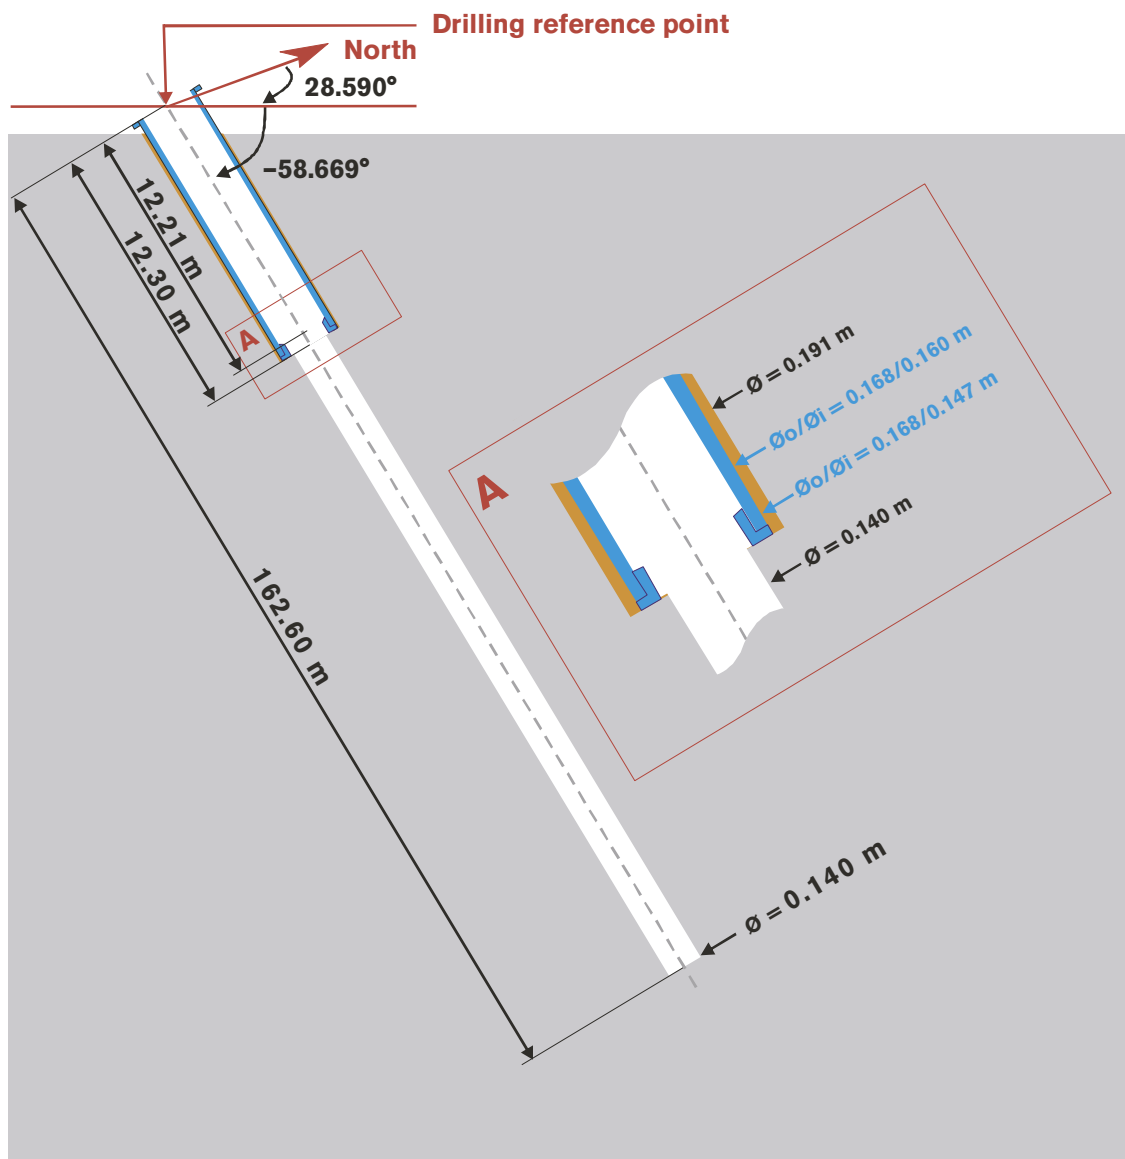 Drilling reference point
North
28.590°
–58.669°
12.21 m
12.30 m
A
Ø = 0.191 m
Øo/Øi = 0.168/0.160 m
Øo/Øi = 0.168/0.147 m
A
Ø = 0.140 m
162.60 m
Ø = 0.140 m